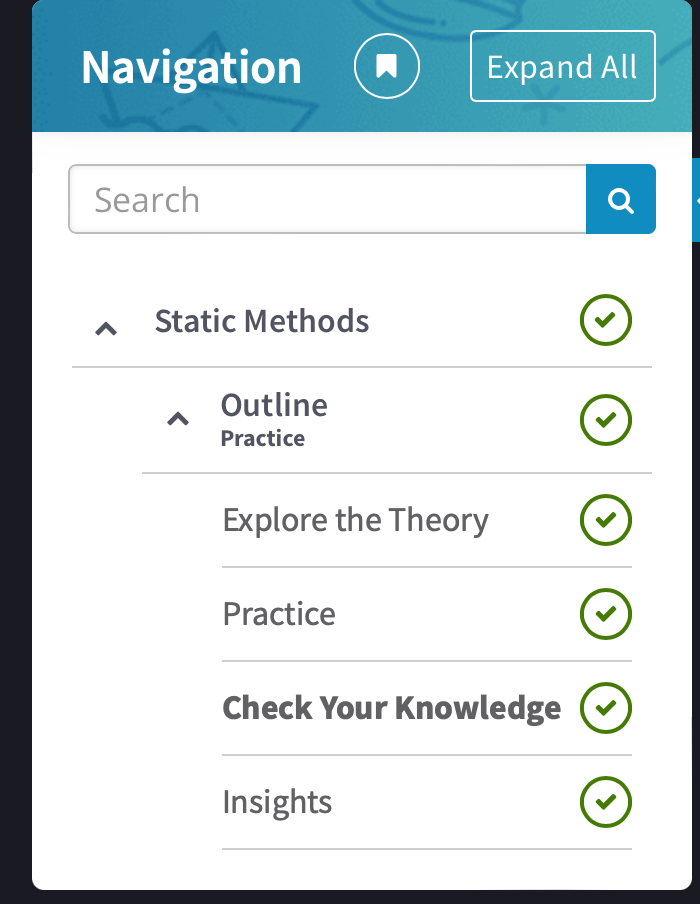 Navigation
Expand All
Search
Static Methods
Outline
Practice
Explore the Theory
Practice
Check Your Knowledge
Insights